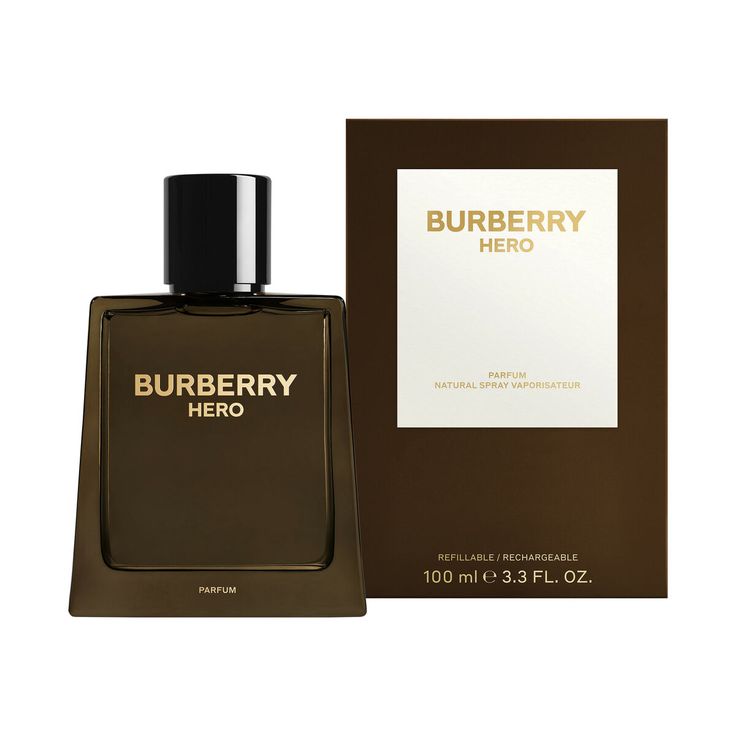 BURBERRY
HERO
PARFUM
BURBERRY
HERO
PARFUM
NATURAL SPRAY VAPORISATEUR
REFILLABLE / RECHARGEABLE
100 ml ℮ 3.3 FL. OZ.